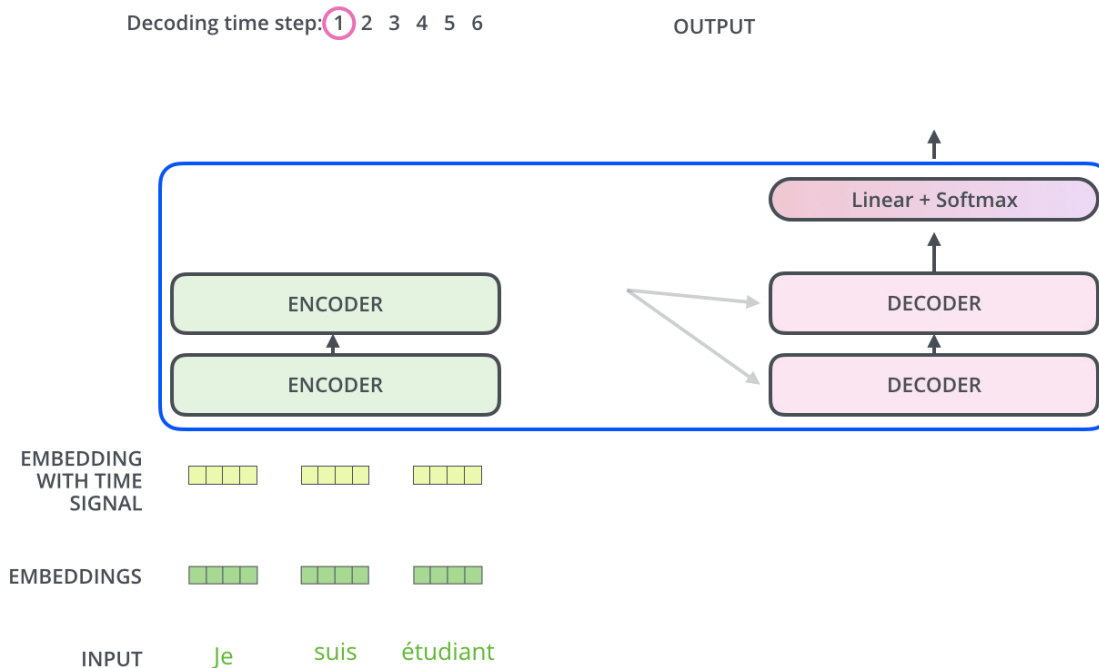 Decoding time step: 1 2 3 4 5 6
OUTPUT
Linear + Softmax
ENCODER
DECODER
ENCODER
DECODER
EMBEDDING
WITH TIME
SIGNAL
EMBEDDINGS
INPUT Je suis étudiant